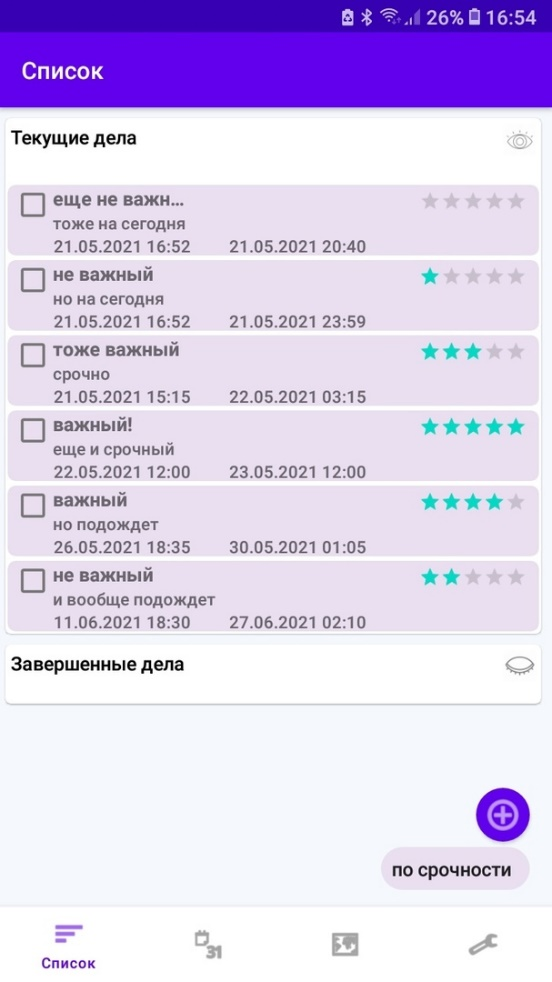 26% 16:54
Список
Текущие дела
еще не важн...
тоже на сегодня
21.05.2021 16:52 21.05.2021 20:40
не важный
но на сегодня
21.05.2021 16:52 21.05.2021 23:59
тоже важный
срочно
21.05.2021 15:15 22.05.2021 03:15
важный!
еще и срочный
22.05.2021 12:00 23.05.2021 12:00
важный
но подождет
26.05.2021 18:35 30.05.2021 01:05
не важный
и вообще подождет
11.06.2021 18:30 27.06.2021 02:10
Завершенные дела
по срочности
31
Список